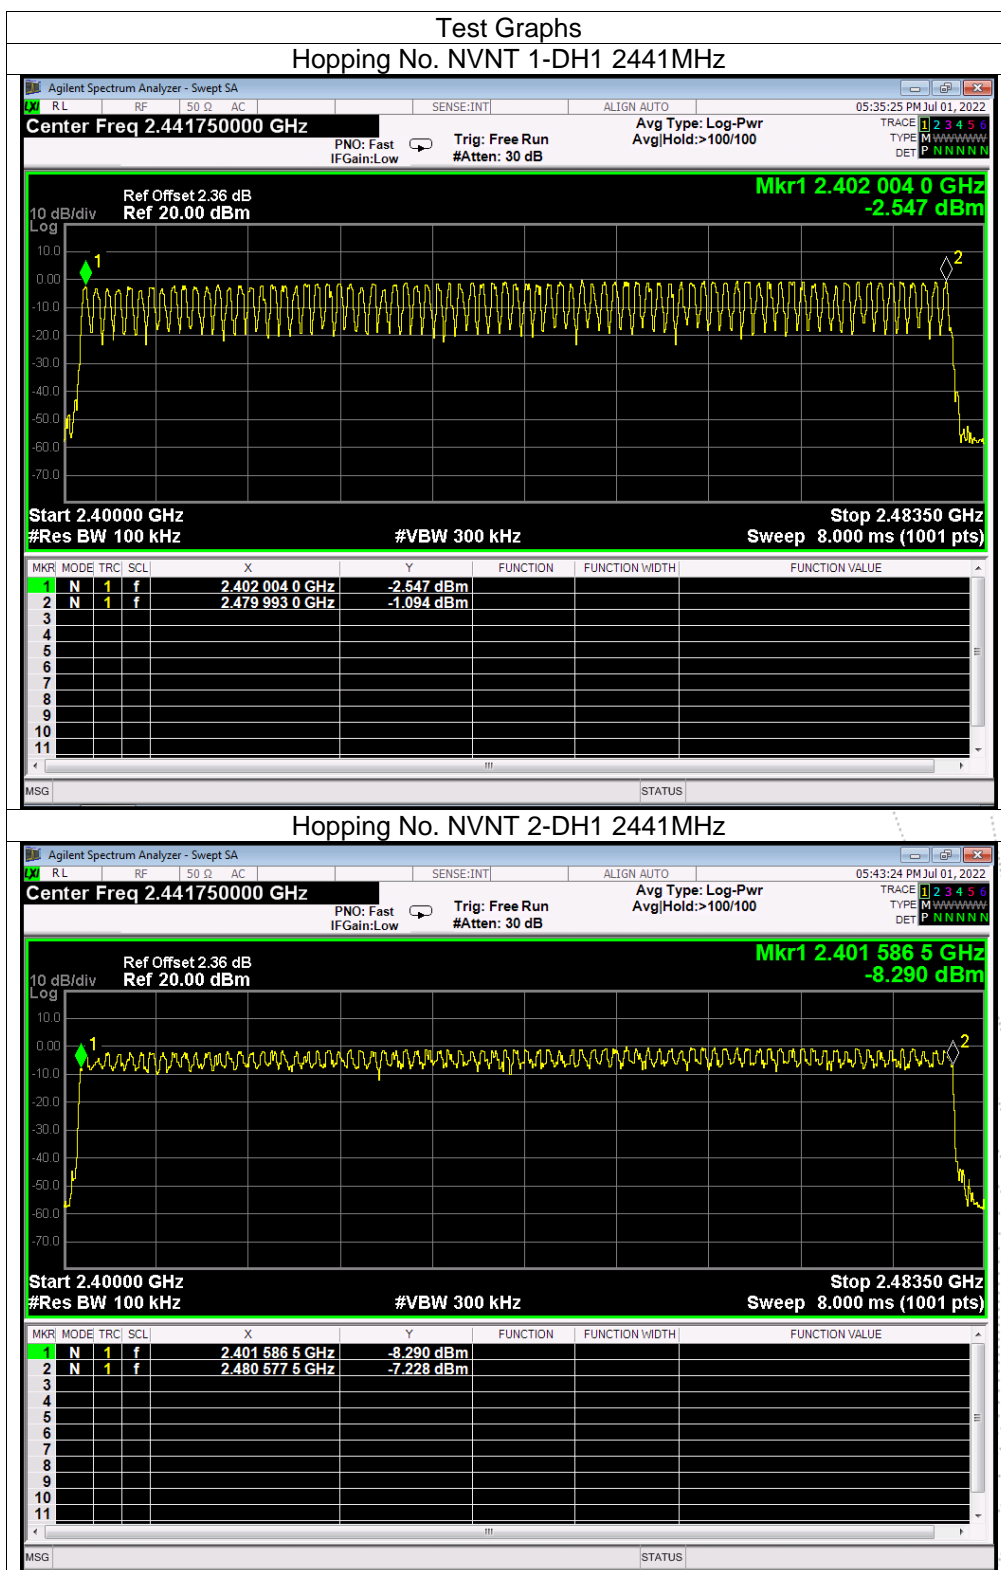 Test Graphs
Hopping No. NVNT 1-DH1 2441MHz
Agilent Spectrum Analyzer - Swept SA
LXI RL RF 50 Ω AC SENSE:INT ALIGN AUTO 05:35:25 PM Jul 01, 2022
Center Freq 2.441750000 GHz Avg Type: Log-Pwr TRACE 1 2 3 4 5 6
PNO: Fast Trig: Free Run Avg|Hold:>100/100 TYPE M WWWWW
IFGain:Low #Atten: 30 dB DET P N N N N N
Mkr1 2.402 004 0 GHz
Ref Offset 2.36 dB
10 dB/div Ref 20.00 dBm -2.547 dBm
Log
10.0
1 2
0.00
-10.0
-20.0
-30.0
-40.0
-50.0
-60.0
-70.0
Start 2.40000 GHz Stop 2.48350 GHz
#Res BW 100 kHz #VBW 300 kHz Sweep 8.000 ms (1001 pts)
MKR MODE TRC SCL X Y FUNCTION FUNCTION WIDTH FUNCTION VALUE
1 N 1 f 2.402 004 0 GHz -2.547 dBm
2 N 1 f 2.479 993 0 GHz -1.094 dBm
3
4
5
6
7
8
9
10
11
MSG STATUS
Hopping No. NVNT 2-DH1 2441MHz
Agilent Spectrum Analyzer - Swept SA
LXI RL RF 50 Ω AC SENSE:INT ALIGN AUTO 05:43:24 PM Jul 01, 2022
Center Freq 2.441750000 GHz Avg Type: Log-Pwr TRACE 1 2 3 4 5 6
PNO: Fast Trig: Free Run Avg|Hold:>100/100 TYPE M WWWWW
IFGain:Low #Atten: 30 dB DET P N N N N N
Mkr1 2.401 586 5 GHz
Ref Offset 2.36 dB
10 dB/div Ref 20.00 dBm -8.290 dBm
Log
10.0
1 2
0.00
-10.0
-20.0
-30.0
-40.0
-50.0
-60.0
-70.0
Start 2.40000 GHz Stop 2.48350 GHz
#Res BW 100 kHz #VBW 300 kHz Sweep 8.000 ms (1001 pts)
MKR MODE TRC SCL X Y FUNCTION FUNCTION WIDTH FUNCTION VALUE
1 N 1 f 2.401 586 5 GHz -8.290 dBm
2 N 1 f 2.480 577 5 GHz -7.228 dBm
3
4
5
6
7
8
9
10
11
MSG STATUS